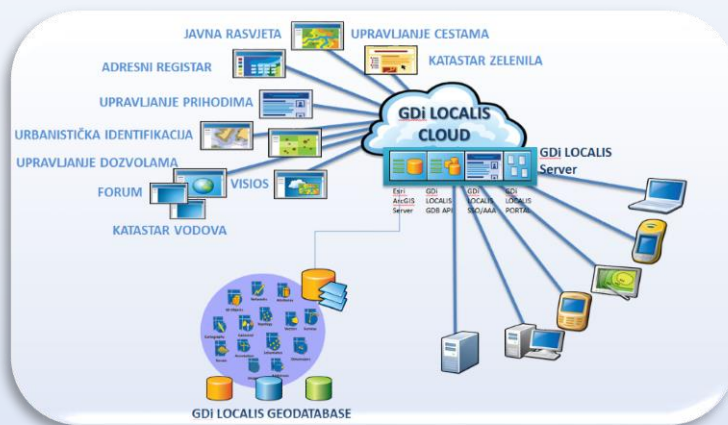 JAVNA RASVJETA
UPRAVLJANJE CESTAMA
ADRESNI REGISTAR
KATASTAR ZELENILA
UPRAVLJANJE PRIHODIMA
GDi LOCALIS
CLOUD
URBANISTIČKA IDENTIFIKACIJA
UPRAVLJANJE DOZVOLAMA
GDi LOCALIS
Server
FORUM
VISIOS
KATASTAR VODOVA
Esri
ArcGIS
Server
GDi
LOCALIS
GDB API
GDi
LOCALIS
SSO/AAA
GDi
LOCALIS
PORTAL
GDi LOCALIS GEODATABASE